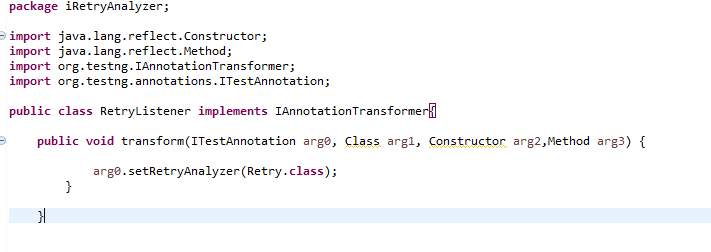 package iRetryAnalyzer;
import java.lang.reflect.Constructor;
import java.lang.reflect.Method;
import org.testng.IAnnotationTransformer;
import org.testng.annotations.ITestAnnotation;
public class RetryListener implements IAnnotationTransformer{
public void transform(ITestAnnotation arg0, Class arg1, Constructor arg2,Method arg3) {
arg0.setRetryAnalyzer(Retry.class);
}
}